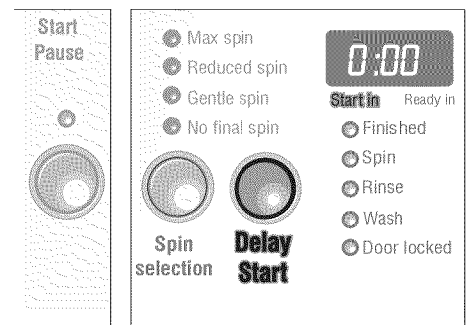 Start
Pause
Max spin
Reduced spin
Gentle spin
No final spin
Spin
selection
Delay
Start
0:00
Start in Ready in
Finished
Spin
Rinse
Wash
Door locked